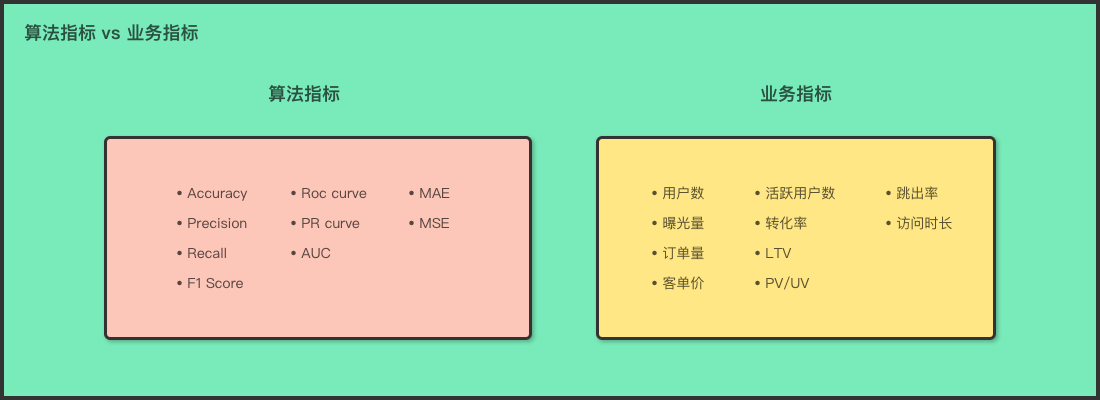 算法指标 vs 业务指标
算法指标
• Accuracy
• Precision
• Recall
• F1 Score
• Roc curve
• PR curve
• AUC
• MAE
• MSE
业务指标
• 用户数
• 曝光量
• 订单量
• 客单价
• 活跃用户数
• 转化率
• LTV
• PV/UV
• 跳出率
• 访问时长